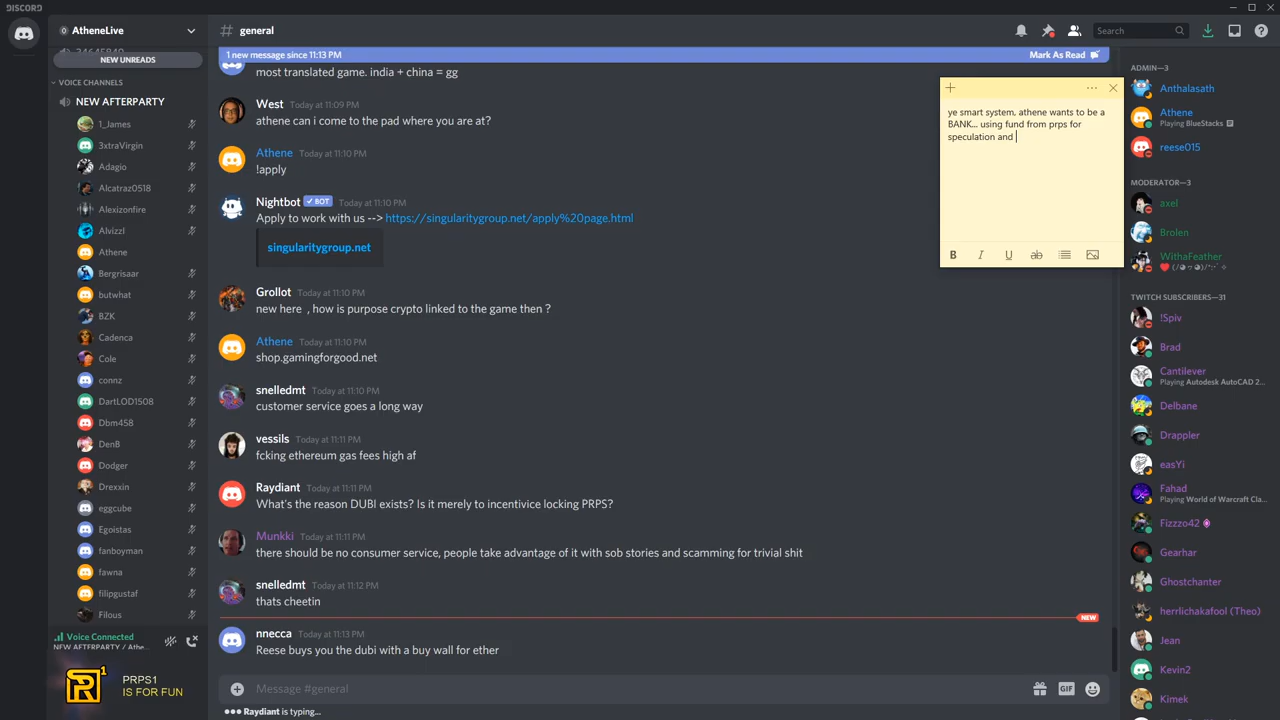 DISCORD
AtheneLive
NEW UNREADS
VOICE CHANNELS
NEW AFTERPARTY
1_James
3xtraVirgin
Adagio
Alcatraz0518
Alexizonfire
Alvizzl
Athene
Bergrisaar
butwhat
BZK
Cadenca
Cole
connz
DartLOD1508
Dbm458
DenB
Dodger
Drexxin
eggcube
Egoistas
fanboyman
fawna
filipgustaf
Filous
Voice Connected
NEW AFTERPARTY / Athe...
PRPS1
IS FOR FUN
# general
Search
1 new message since 11:13 PM
Mark As Read
most translated game. india + china = gg
West Today at 11:09 PM
athene can i come to the pad where you are at?
Athene Today at 11:10 PM
!apply
Nightbot ✓ BOT Today at 11:10 PM
Apply to work with us --> https://singularitygroup.net/apply%20page.html
singularitygroup.net
Grollot Today at 11:10 PM
new here , how is purpose crypto linked to the game then ?
Athene Today at 11:10 PM
shop.gamingforgood.net
snelledmt Today at 11:10 PM
customer service goes a long way
vessils Today at 11:11 PM
fcking ethereum gas fees high af
Raydiant Today at 11:11 PM
What's the reason DUBI exists? Is it merely to incentivice locking PRPS?
Munkki Today at 11:11 PM
there should be no consumer service, people take advantage of it with sob stories and scamming for trivial shit
snelledmt Today at 11:12 PM
thats cheetin
NEW
nnecca Today at 11:13 PM
Reese buys you the dubi with a buy wall for ether
Message #general
GIF
Raydiant is typing...
ye smart system, athene wants to be a
BANK... using fund from prps for
speculation and
B I U ab
ADMIN—3
Anthalasath
Athene
Playing BlueStacks
reese015
MODERATOR—3
axel
Brolen
WithaFeather
TWITCH SUBSCRIBERS—31
!Spiv
Brad
Cantilever
Playing Autodesk AutoCAD 2...
Delbane
Drappler
easYi
Fahad
Playing World of Warcraft Cla...
Fizzzo42
Gearhar
Ghostchanter
herrlichakafool (Theo)
Jean
Kevin2
Kimek